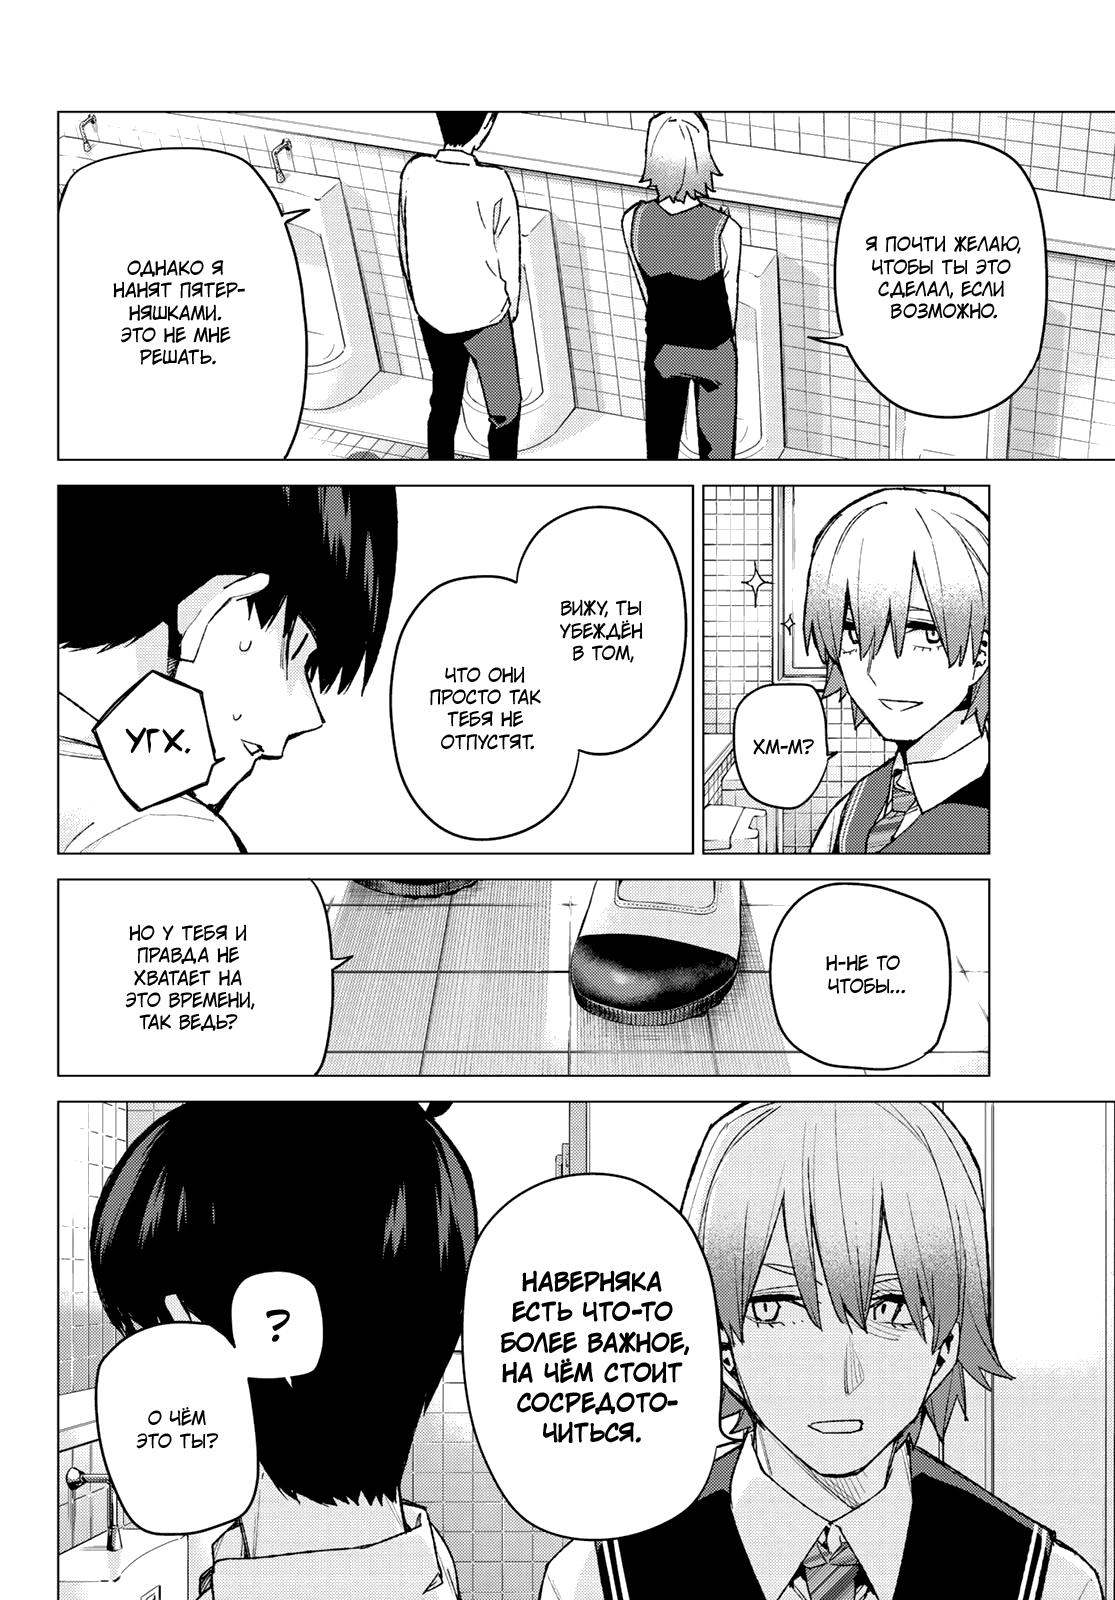 Я ПОЧТИ ЖЕЛАЮ,
ЧТОБЫ ТЫ ЭТО
СДЕЛАЛ, ЕСЛИ
ВОЗМОЖНО.
ОДНАКО Я
НАНЯТ ПЯТЕР-
НЯШКАМИ.
ЭТО НЕ МНЕ
РЕШАТЬ.
ХМ-М?
ВИЖУ, ТЫ
УБЕЖДЁН
В ТОМ,
ЧТО ОНИ
ПРОСТО ТАК
ТЕБЯ НЕ
ОТПУСТЯТ.
УГХ.
Н-НЕ ТО
ЧТОБЫ...
НО У ТЕБЯ И
ПРАВДА НЕ
ХВАТАЕТ НА
ЭТО ВРЕМЕНИ,
ТАК ВЕДЬ?
НАВЕРНЯКА
ЕСТЬ ЧТО-ТО
БОЛЕЕ ВАЖНОЕ,
НА ЧЁМ СТОИТ
СОСРЕДОТО-
ЧИТЬСЯ.
?
О ЧЁМ
ЭТО ТЫ?